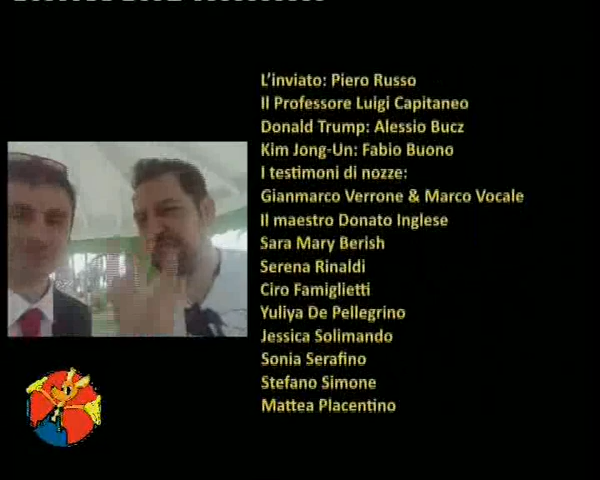 L'inviato: Piero Russo
Il Professore Luigi Capitaneo
Donald Trump: Alessio Bucz
Kim Jong-Un: Fabio Buono
I testimoni di nozze:
Gianmarco Verrone & Marco Vocale
Il maestro Donato Inglese
Sara Mary Berish
Serena Rinaldi
Ciro Famiglietti
Yuliya De Pellegrino
Jessica Solimando
Sonia Serafino
Stefano Simone
Mattea Placentino